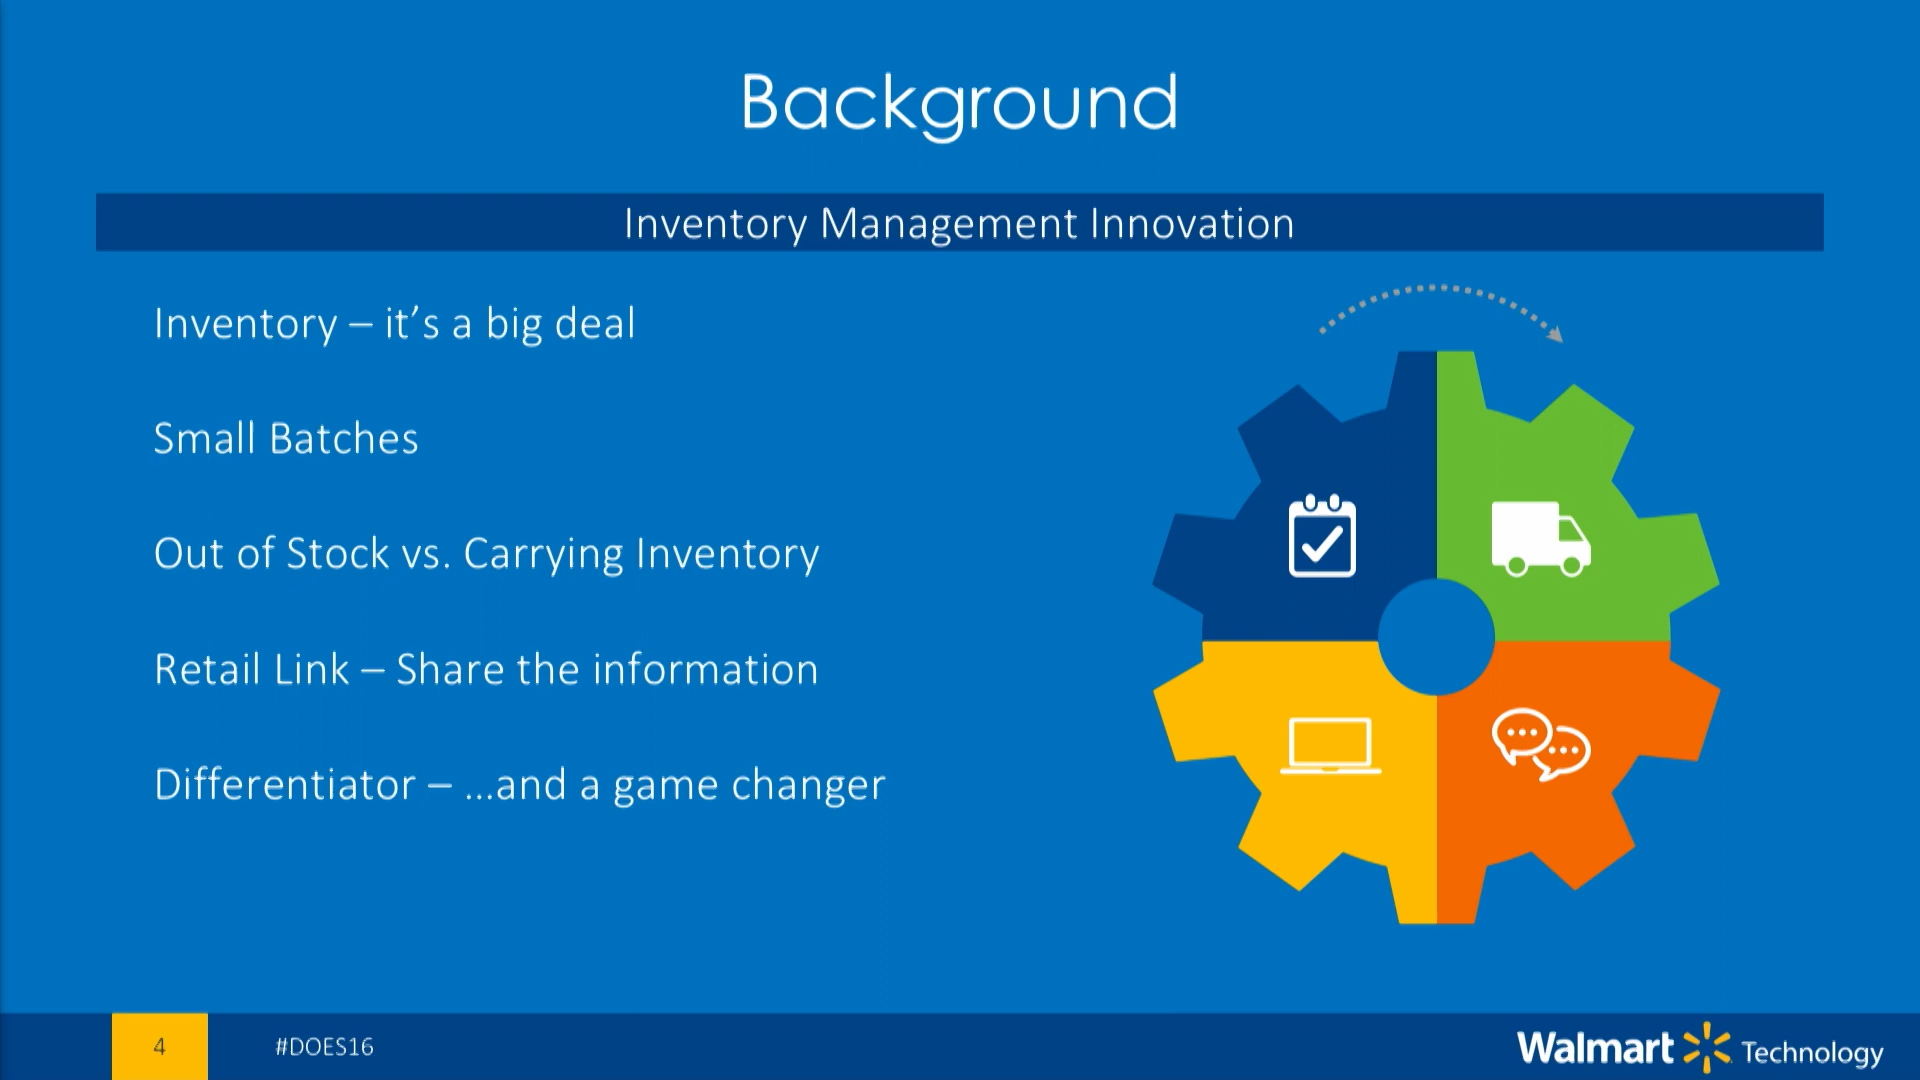 Background
Inventory Management Innovation
Inventory – it’s a big deal
Small Batches
Out of Stock vs. Carrying Inventory
Retail Link – Share the information
Differentiator – ...and a game changer
4
#DOES16
Walmart Technology